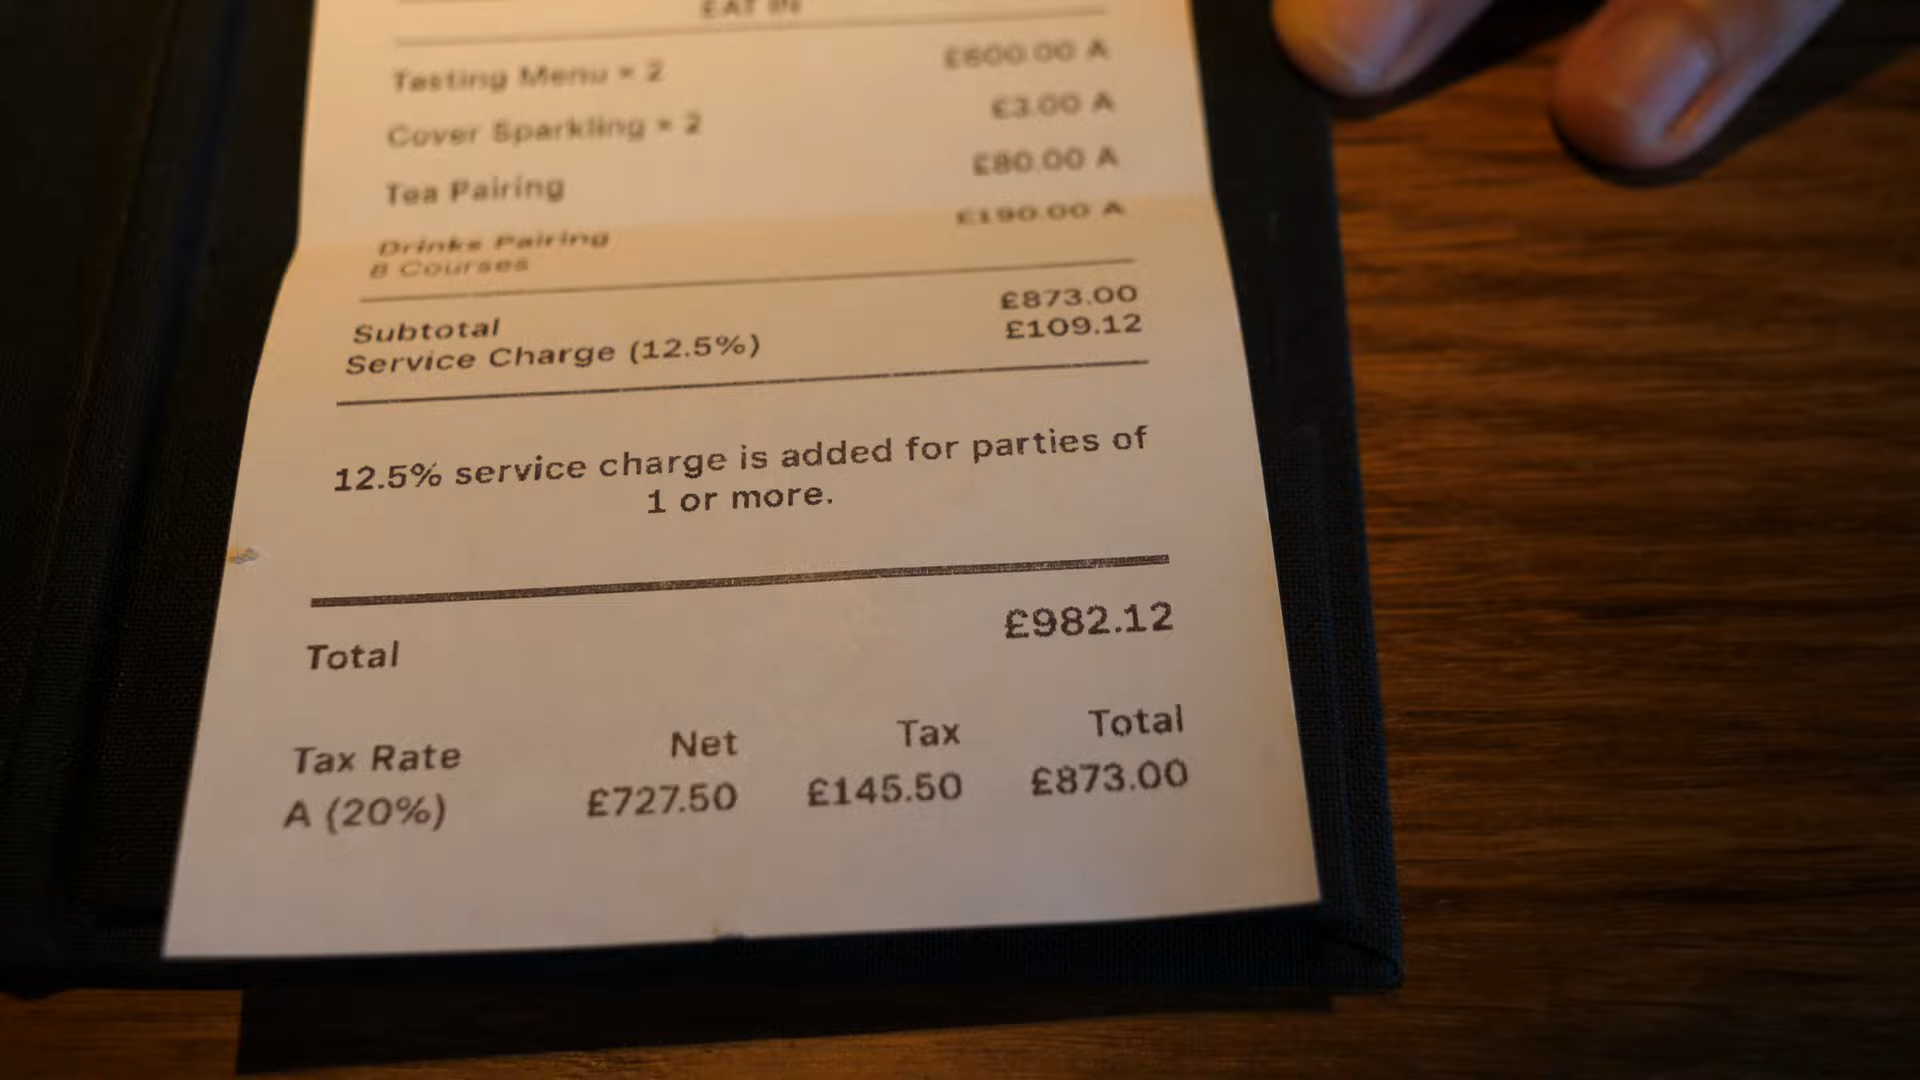 EAT IN
Testing Menu × 2 £600.00 A
Cover Sparkling × 2 £3.00 A
Tea Pairing £80.00 A
Drinks Pairing £190.00 A
8 Courses
Subtotal £873.00
Service Charge (12.5%) £109.12
12.5% service charge is added for parties of
1 or more.
Total £982.12
Tax Rate Net Tax Total
A (20%) £727.50 £145.50 £873.00